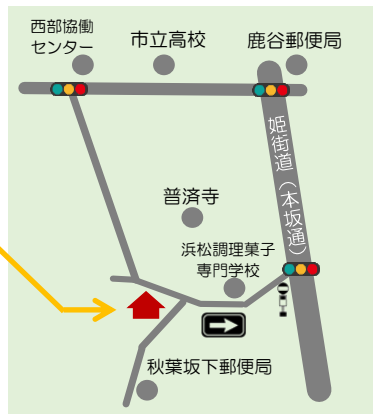 西部協働
センター
市立高校
鹿谷郵便局
姫街道（本坂通）
普済寺
浜松調理菓子
専門学校
秋葉坂下郵便局